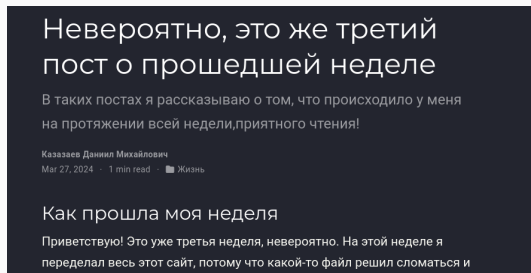 Невероятно, это же третий
пост о прошедшей неделе
В таких постах я рассказываю о том, что происходило у меня
на протяжении всей недели,приятного чтения!
Казазаев Даниил Михайлович
Mar 27, 2024 · 1 min read · Жизнь
Как прошла моя неделя
Приветствую! Это уже третья неделя, невероятно. На этой неделе я
переделал весь этот сайт, потому что какой-то файл решил сломаться и